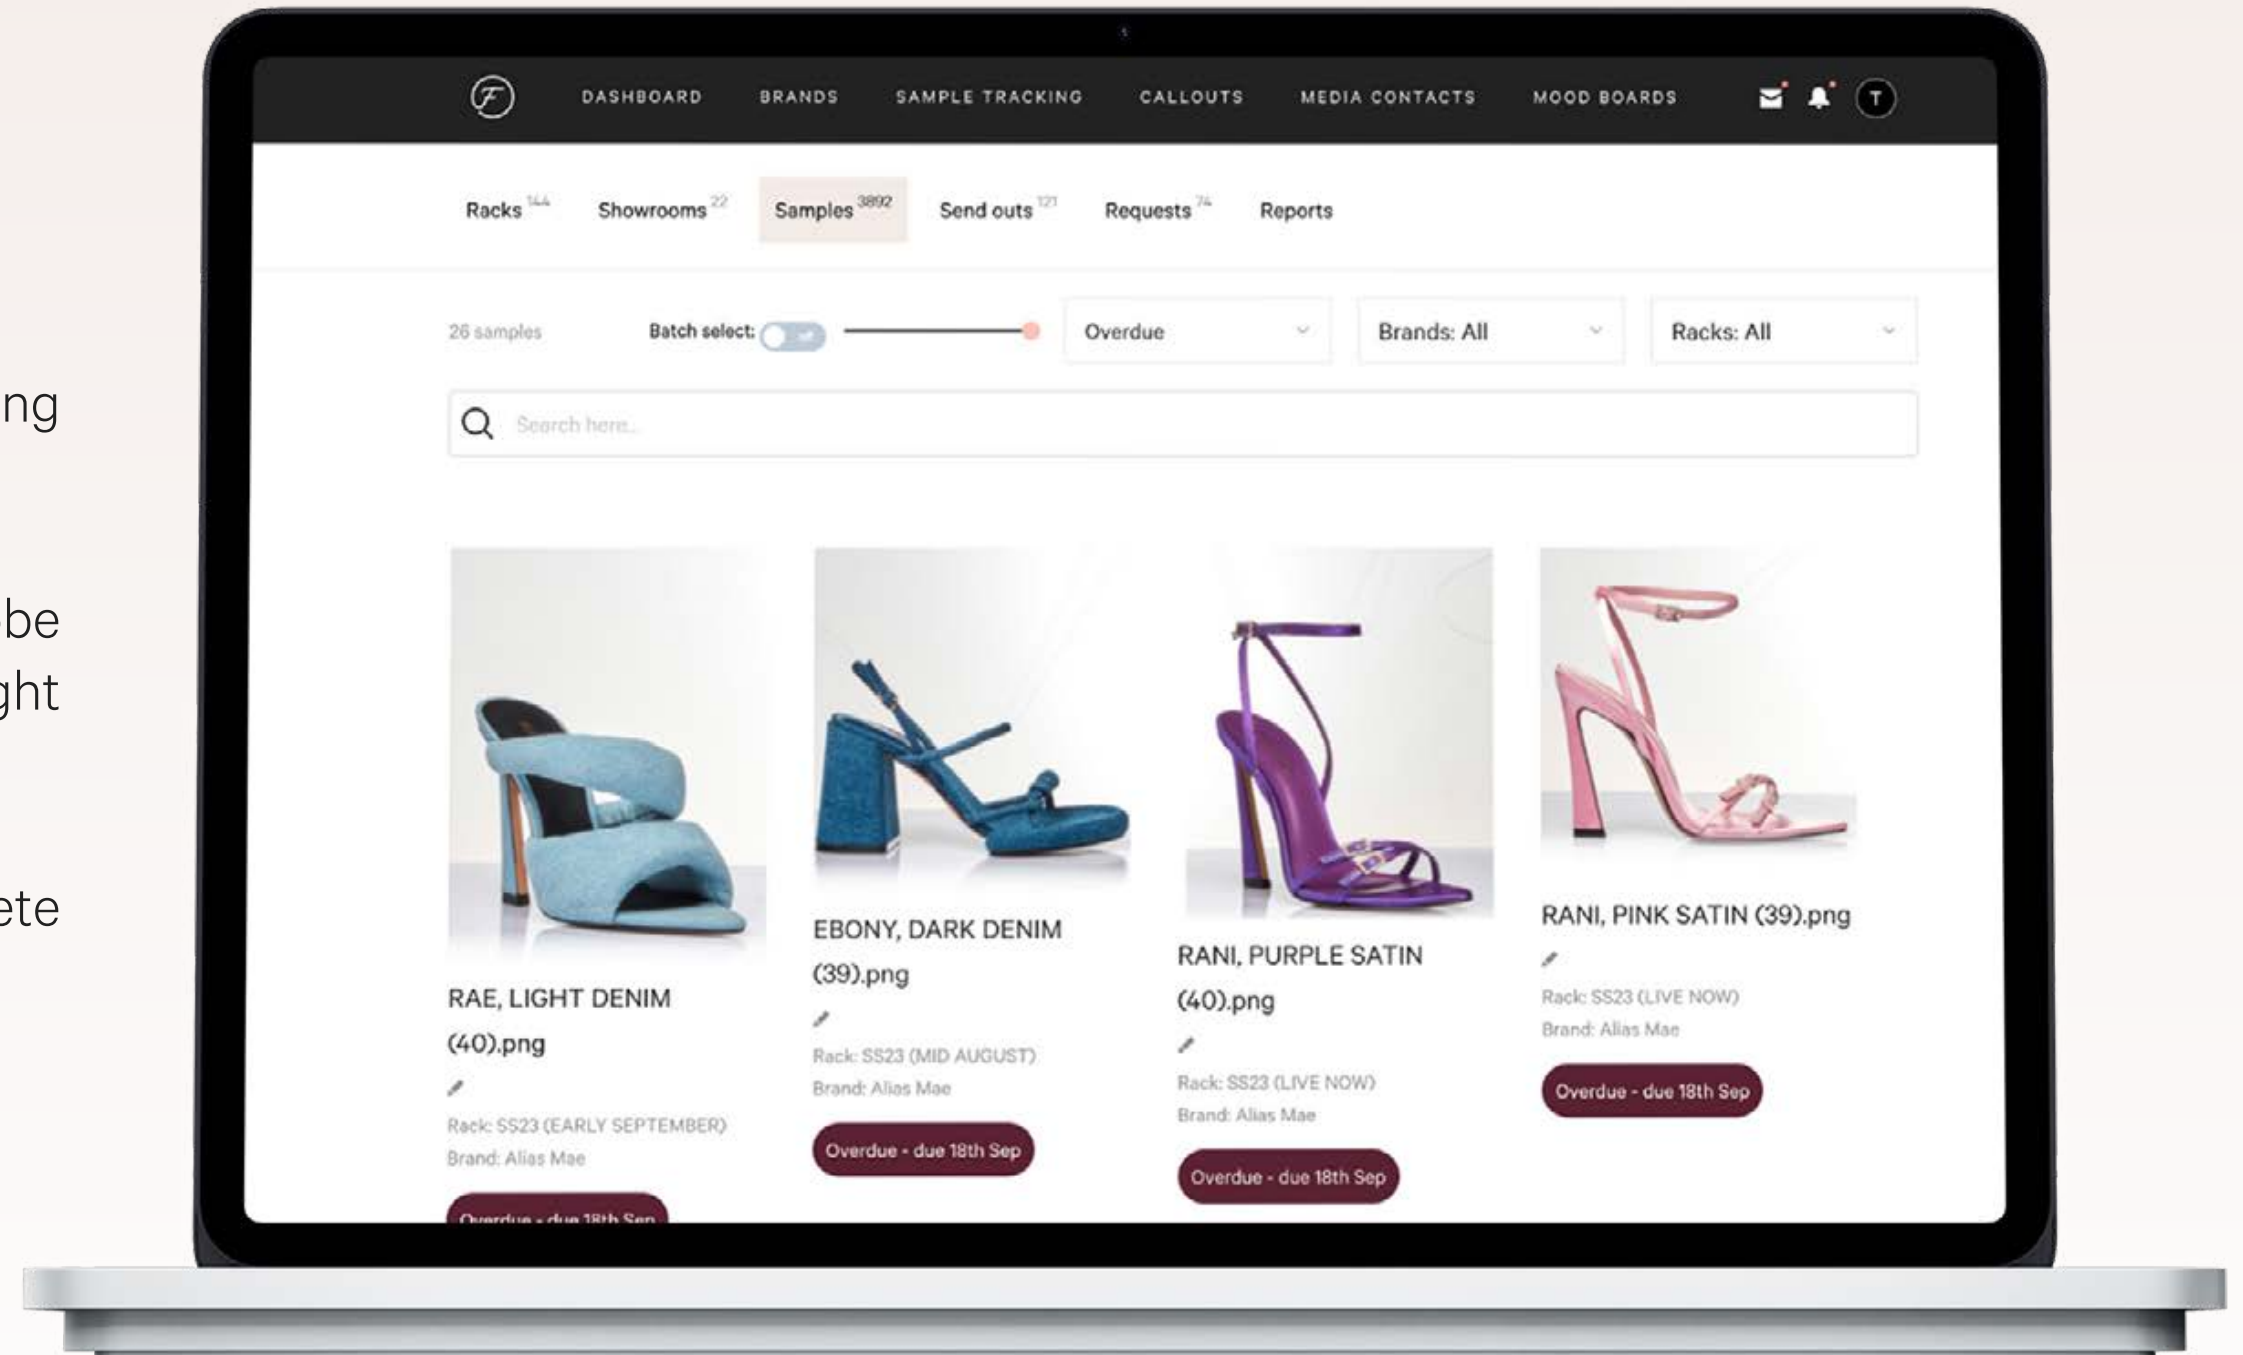 ng
be
ght
ete
F
DASHBOARD
BRANDS
SAMPLE TRACKING
CALLOUTS
MEDIA CONTACTS
MOOD BOARDS
T
Racks 144
Showrooms 22
Samples 3892
Send outs 121
Requests 74
Reports
26 samples
Batch select:
Overdue
Brands: All
Racks: All
Search here...
RAE, LIGHT DENIM
(40).png
Rack: SS23 (EARLY SEPTEMBER)
Brand: Alias Mae
Overdue - due 18th Sep
EBONY, DARK DENIM
(39).png
Rack: SS23 (MID AUGUST)
Brand: Alias Mae
Overdue - due 18th Sep
RANI, PURPLE SATIN
(40).png
Rack: SS23 (LIVE NOW)
Brand: Alias Mae
Overdue - due 18th Sep
RANI, PINK SATIN (39).png
Rack: SS23 (LIVE NOW)
Brand: Alias Mae
Overdue - due 18th Sep